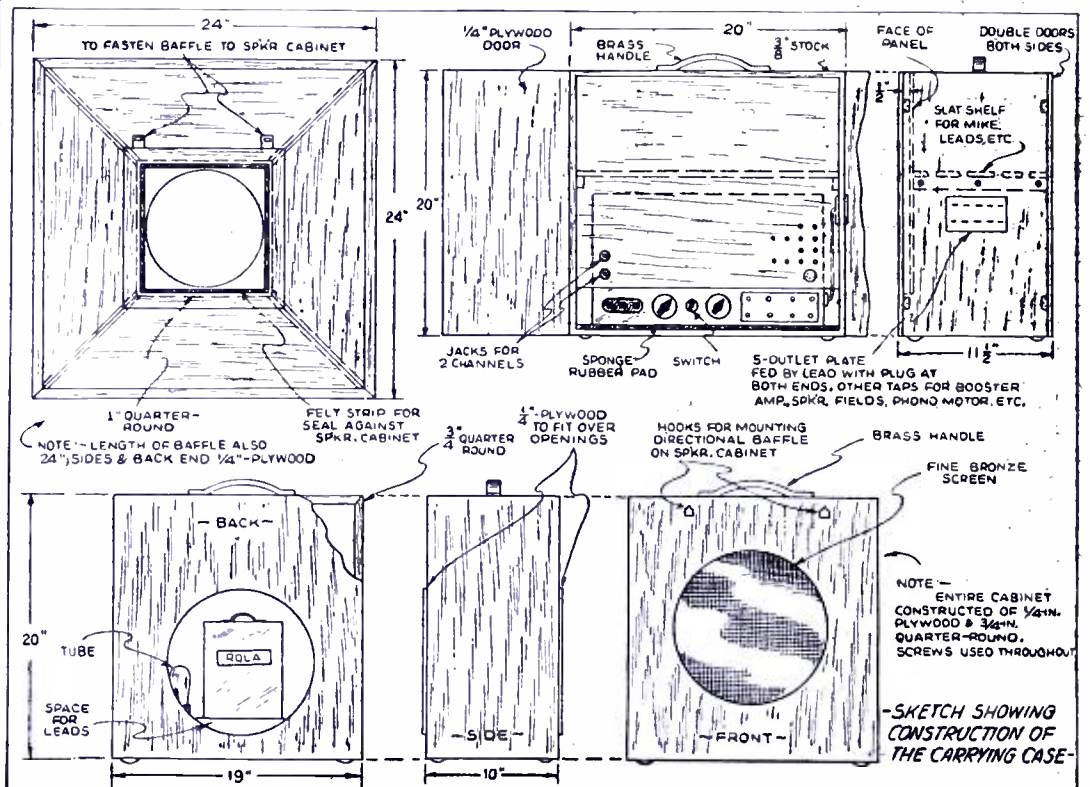 24"
TO FASTEN BAFFLE TO SPKR CABINET
24"
1" QUARTER-
ROUND
FELT STRIP FOR
SEAL AGAINST
SPKR. CABINET
NOTE:- LENGTH OF BAFFLE ALSO
24"; SIDES & BACK END 1/4"-PLYWOOD
1/4" PLYWOOD
DOOR
BRASS
HANDLE
20"
3/8" STOCK
20"
JACKS FOR
2 CHANNELS
SPONGE
RUBBER PAD
SWITCH
FACE OF
PANEL
DOUBLE DOORS
BOTH SIDES
1/2"
SLAT SHELF
FOR MIKE
LEADS, ETC.
11 1/2"
5-OUTLET PLATE
FED BY LEAD WITH PLUG AT
BOTH ENDS. OTHER TAPS FOR BOOSTER
AMP., SPKR. FIELDS, PHONO MOTOR, ETC.
3/4" QUARTER
ROUND
1/4"-PLYWOOD
TO FIT OVER
OPENINGS
HOOKS FOR MOUNTING
DIRECTIONAL BAFFLE
ON SPKR. CABINET
BRASS HANDLE
FINE BRONZE
SCREEN
-BACK-
20"
TUBE
ROLA
SPACE
FOR
LEADS
19"
-SIDE-
10"
-FRONT-
NOTE:-
ENTIRE CABINET
CONSTRUCTED OF 1/4-IN.
PLYWOOD & 3/4-IN.
QUARTER-ROUND.
SCREWS USED THROUGHOUT
-SKETCH SHOWING
CONSTRUCTION OF
THE CARRYING CASE-